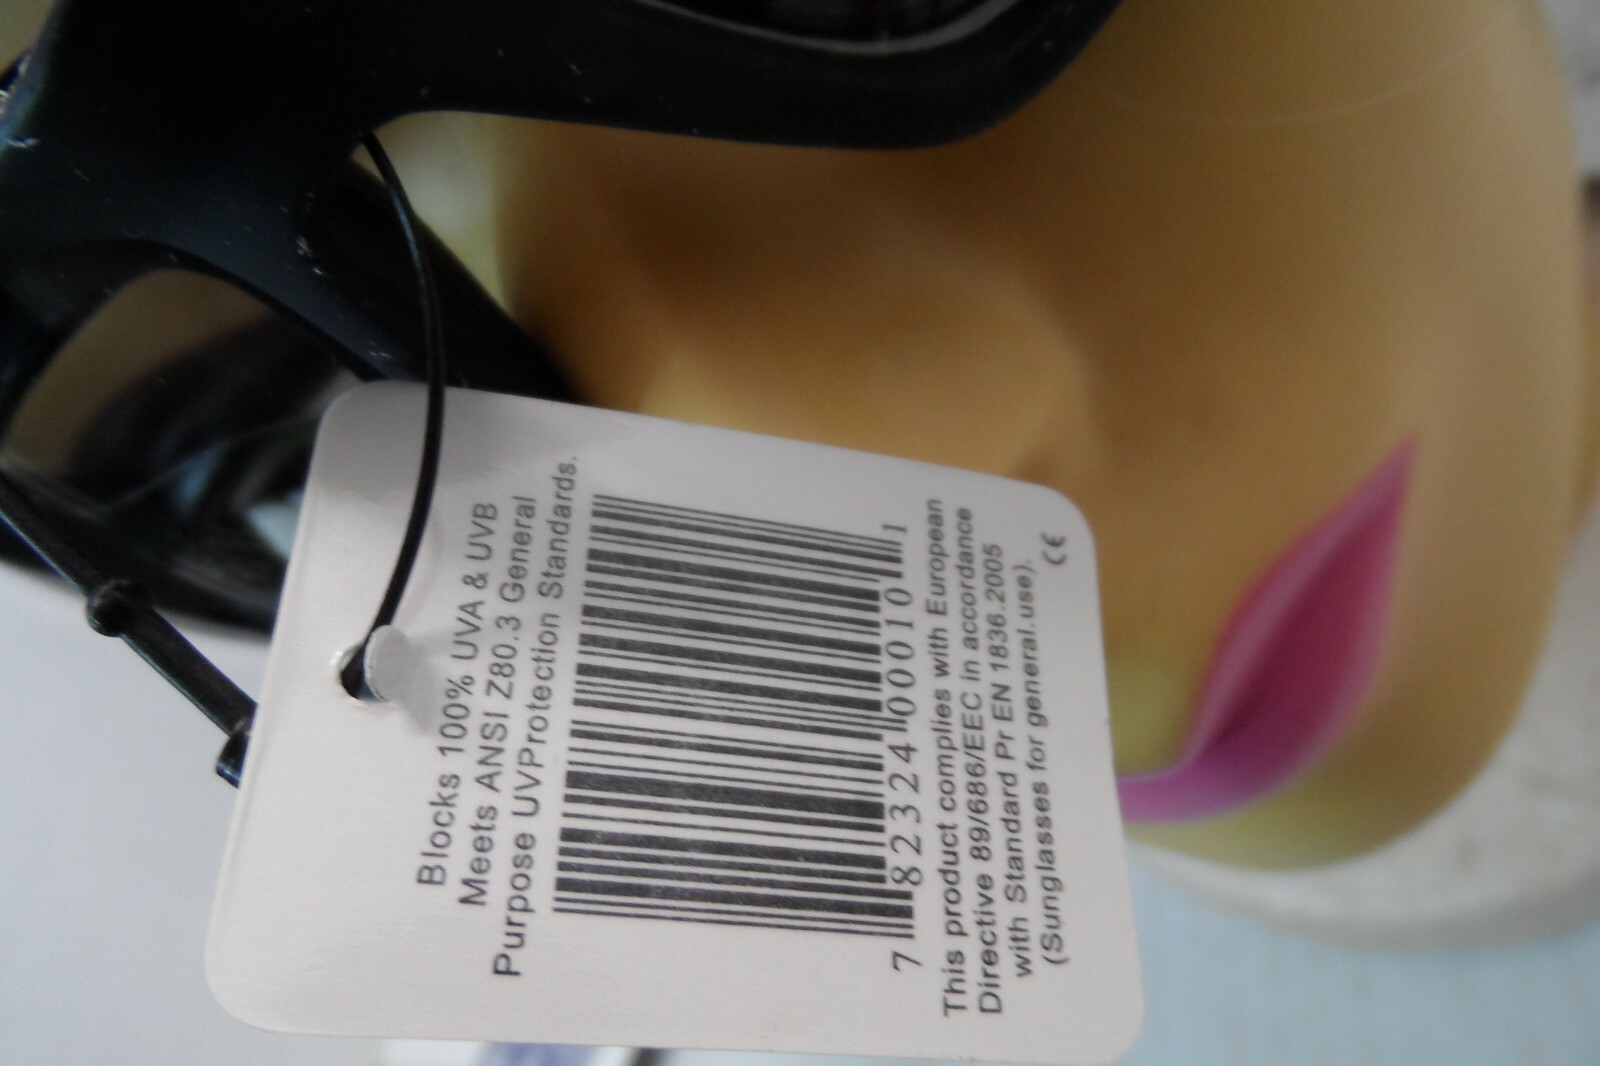 Blocks 100% UVA & UVB
Meets ANSI Z80.3 General
Purpose UVProtection Standards.
7 82324 00010 1
This product complies with European
Directive 89/686/EEC in accordance
with Standard Pr EN 1836.2005
(Sunglasses for general.use).
CE